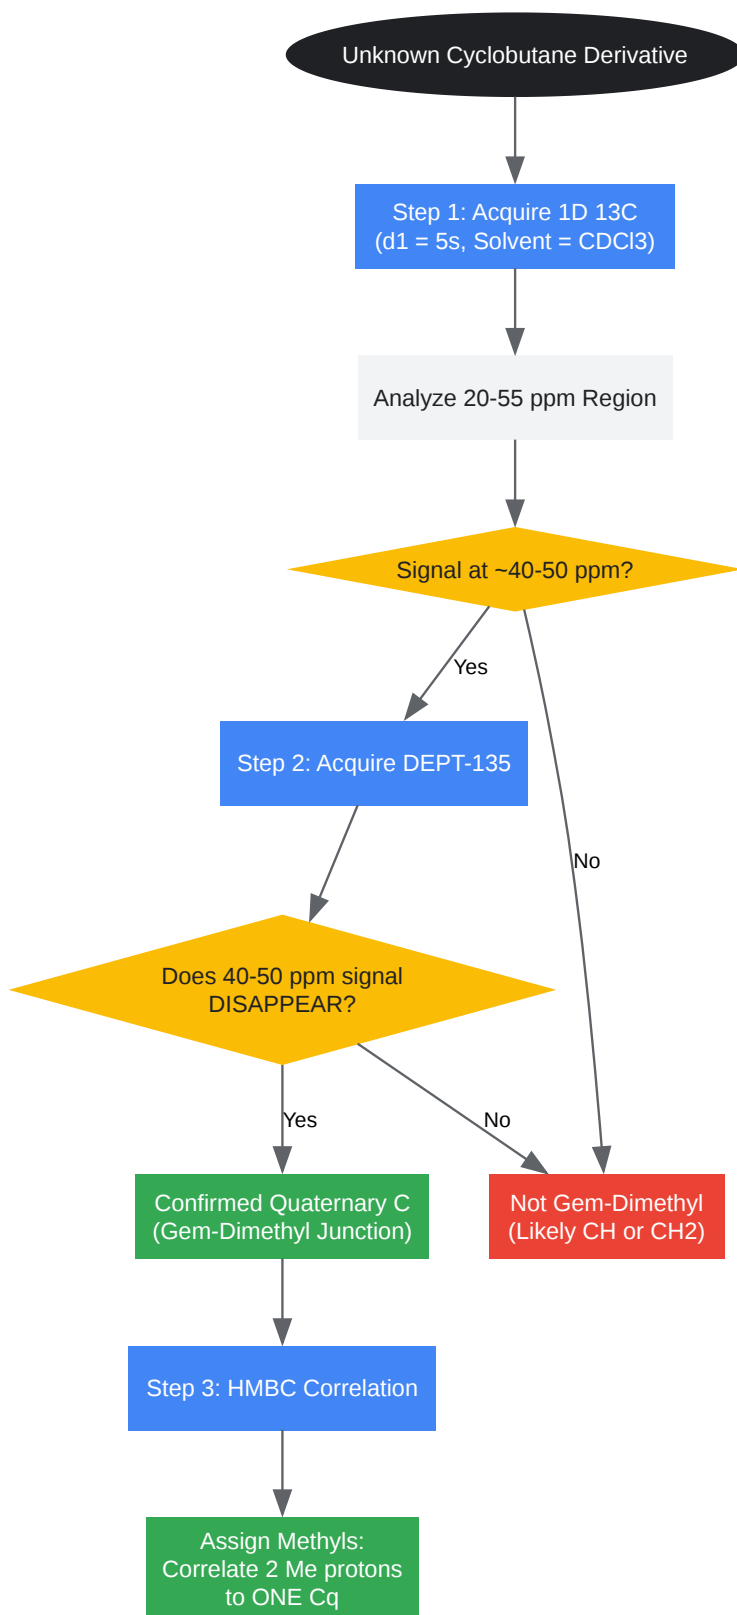 Unknown Cyclobutane Derivative
Step 1: Acquire 1D 13C
(d1 = 5s, Solvent = CDCl3)
Analyze 20-55 ppm Region
Signal at ~40-50 ppm?
Yes
Step 2: Acquire DEPT-135
No
Does 40-50 ppm signal
DISAPPEAR?
Yes
No
Confirmed Quaternary C
(Gem-Dimethyl Junction)
Not Gem-Dimethyl
(Likely CH or CH2)
Step 3: HMBC Correlation
Assign Methyls:
Correlate 2 Me protons
to ONE Cq